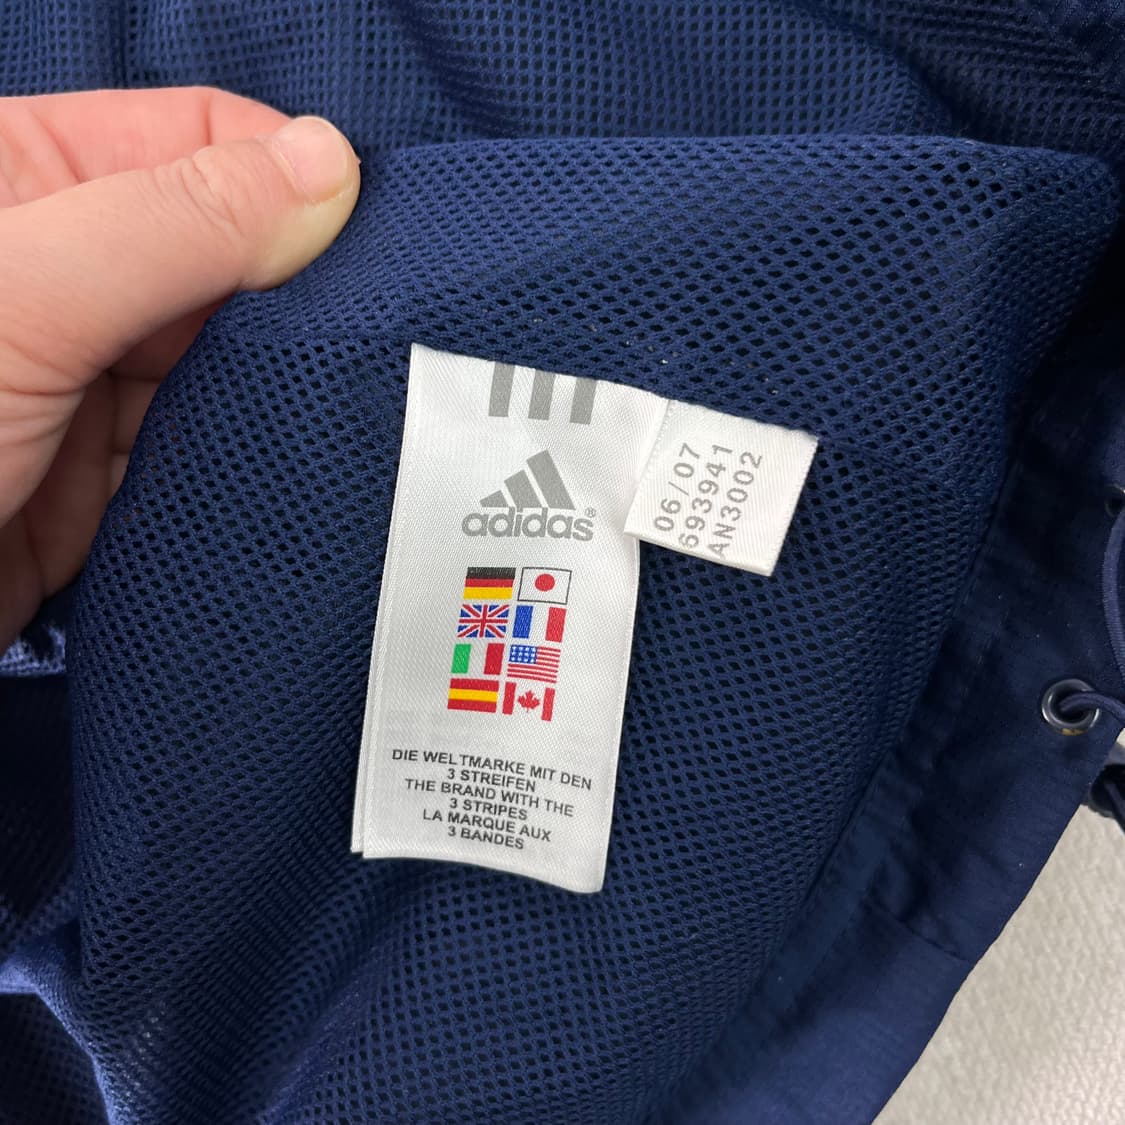 adidas®
DIE WELTMARKE MIT DEN
3 STREIFEN
THE BRAND WITH THE
3 STRIPES
LA MARQUE AUX
3 BANDES
06/07
693941
AN3002